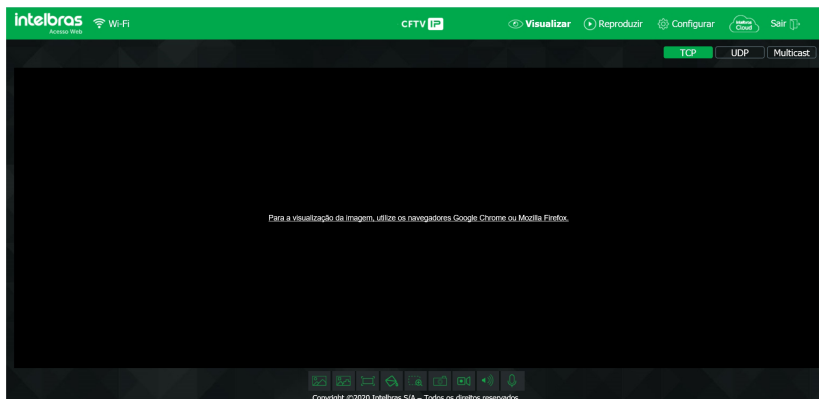 intelbras
Acesso Web
Wi-Fi
CFTV IP
Visualizar
Reproduzir
Configurar
Intelbras Cloud
Sair
TCP
UDP
Multicast
Para a visualização da imagem, utilize os navegadores Google Chrome ou Mozilla Firefox.
Copyright ©2020 Intelbras S/A – Todos os direitos reservados